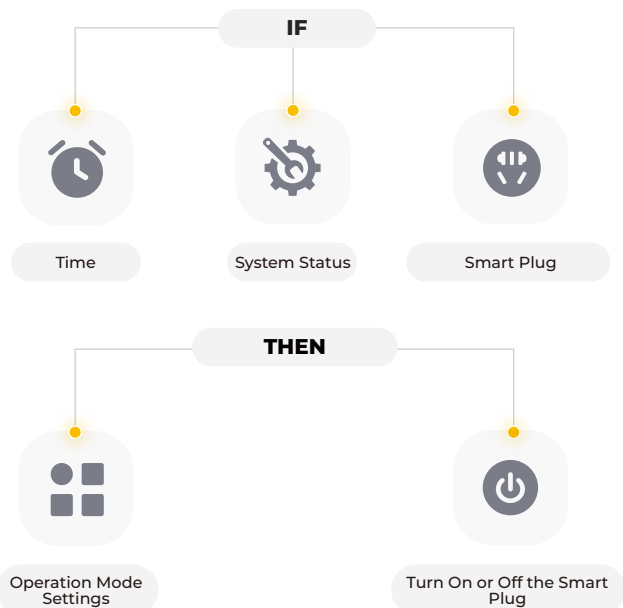 IF
Time
System Status
Smart Plug
THEN
Operation Mode
Settings
Turn On or Off the Smart
Plug